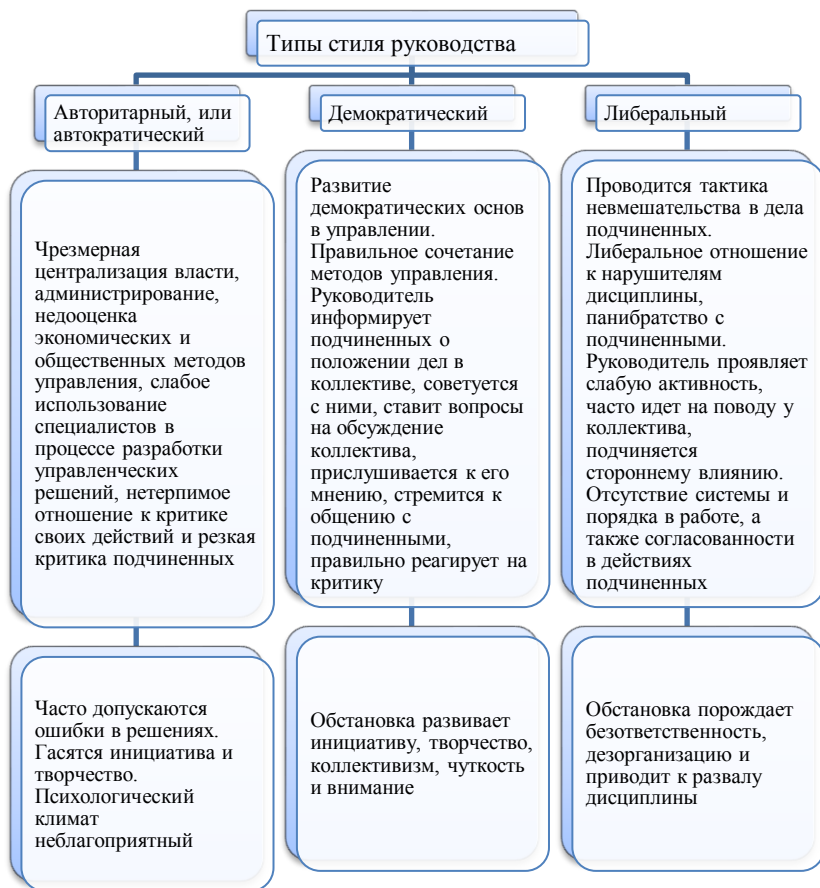 Типы стиля руководства
Авторитарный, или
автократический
Демократический
Либеральный
Чрезмерная
централизация власти,
администрирование,
недооценка
экономических и
общественных методов
управления, слабое
использование
специалистов в
процессе разработки
управленческих
решений, нетерпимое
отношение к критике
своих действий и резкая
критика подчиненных
Развитие
демократических основ
в управлении.
Правильное сочетание
методов управления.
Руководитель
информирует
подчиненных о
положении дел в
коллективе, советуется
с ними, ставит вопросы
на обсуждение
коллектива,
прислушивается к его
мнению, стремится к
общению с
подчиненными,
правильно реагирует на
критику
Проводится тактика
невмешательства в дела
подчиненных.
Либеральное отношение
к нарушителям
дисциплины,
панибратство с
подчиненными.
Руководитель проявляет
слабую активность,
часто идет на поводу у
коллектива,
подчиняется
стороннему влиянию.
Отсутствие системы и
порядка в работе, а
также согласованности
в действиях
подчиненных
Часто допускаются
ошибки в решениях.
Гасятся инициатива и
творчество.
Психологический
климат
неблагоприятный
Обстановка развивает
инициативу, творчество,
коллективизм, чуткость
и внимание
Обстановка порождает
безответственность,
дезорганизацию и
приводит к развалу
дисциплины